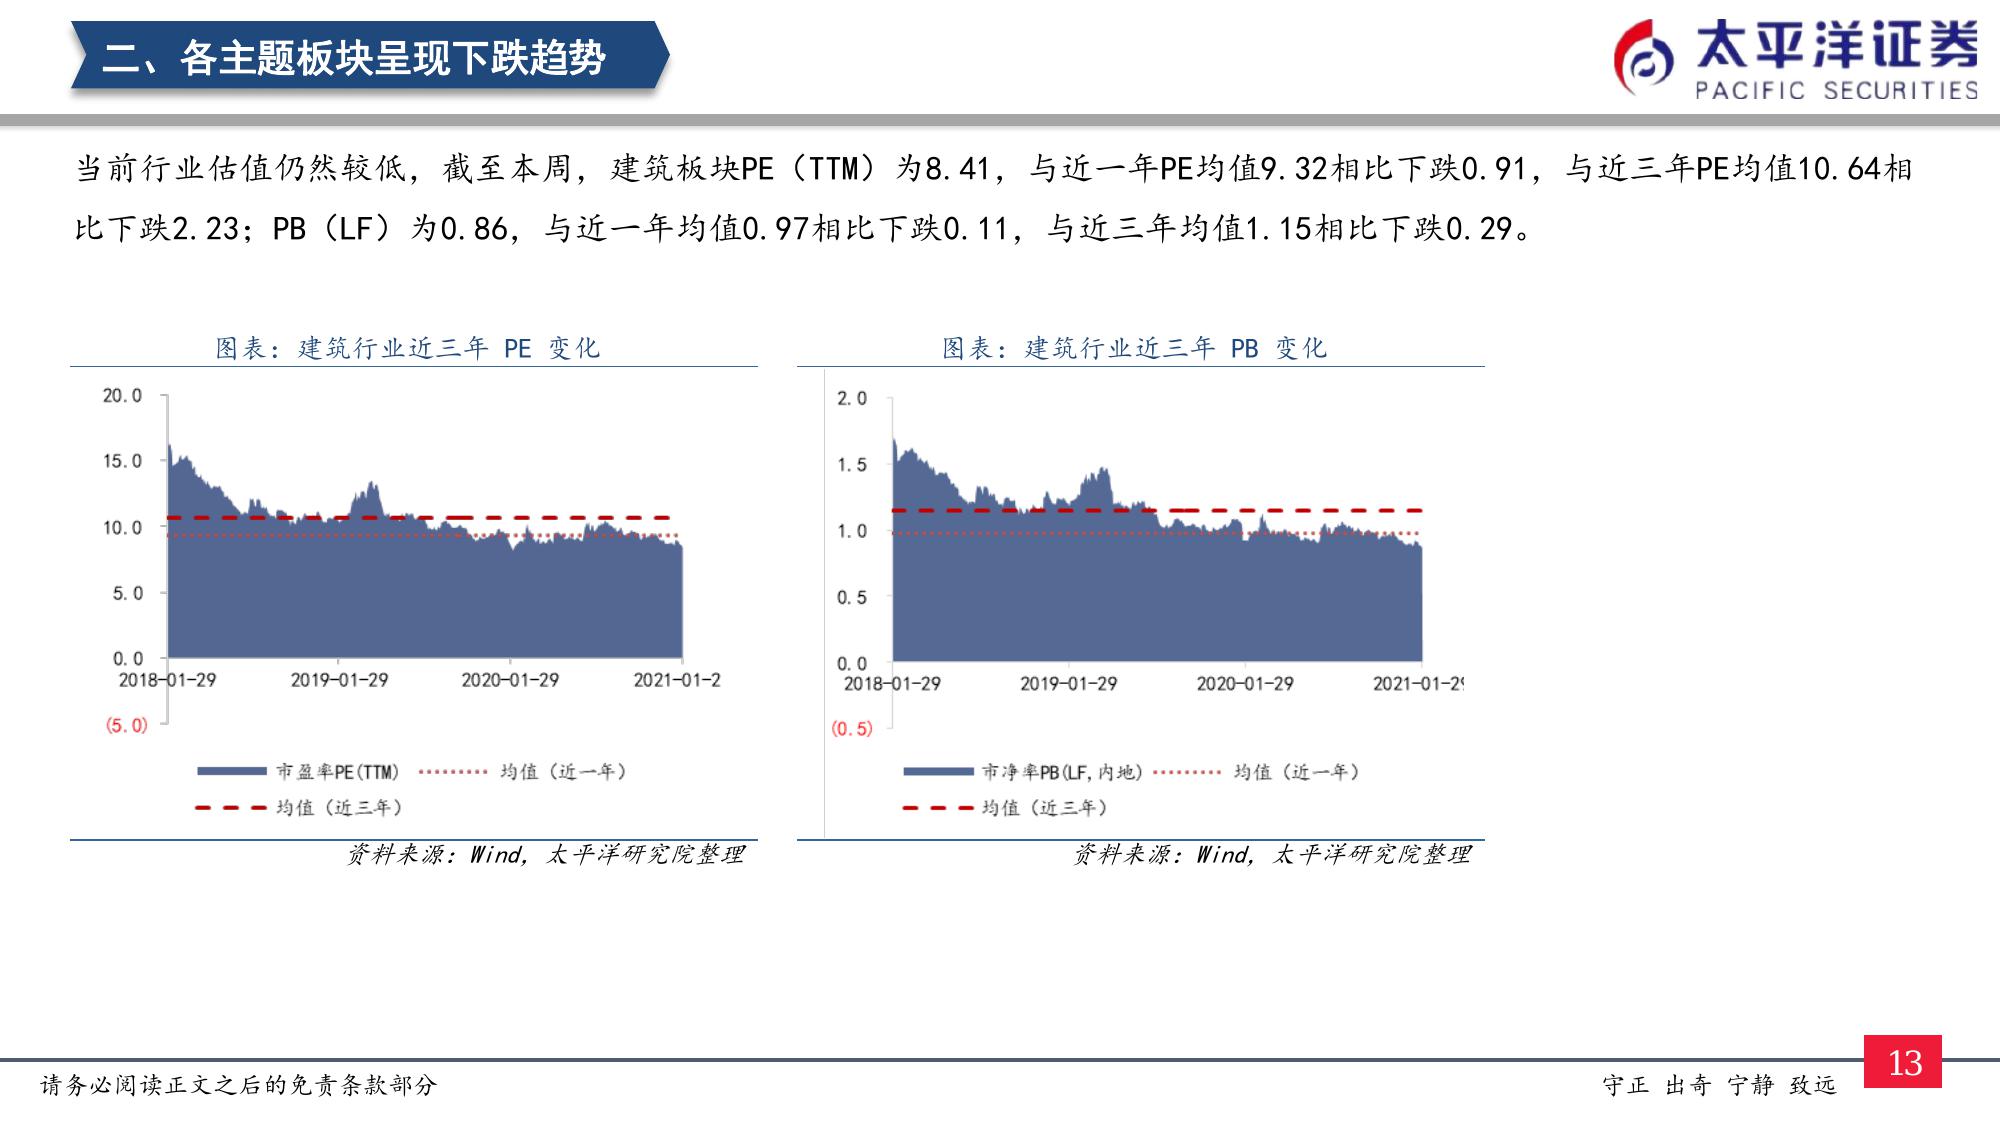 二、各主题板块呈现下跌趋势
太平洋证券
PACIFIC SECURITIES
当前行业估值仍然较低，截至本周，建筑板块PE（TTM）为8.41，与近一年PE均值9.32相比下跌0.91，与近三年PE均值10.64相
比下跌2.23；PB（LF）为0.86，与近一年均值0.97相比下跌0.11，与近三年均值1.15相比下跌0.29。
图表：建筑行业近三年 PE 变化
20.0
15.0
10.0
5.0
0.0
2018-01-29 2019-01-29 2020-01-29 2021-01-2
(5.0)
市盈率PE(TTM) 均值（近一年）
均值（近三年）
资料来源：Wind，太平洋研究院整理
图表：建筑行业近三年 PB 变化
2.0
1.5
1.0
0.5
0.0
2018-01-29 2019-01-29 2020-01-29 2021-01-29
(0.5)
市净率PB(LF,内地) 均值（近一年）
均值（近三年）
资料来源：Wind，太平洋研究院整理
请务必阅读正文之后的免责条款部分
守正 出奇 宁静 致远
13